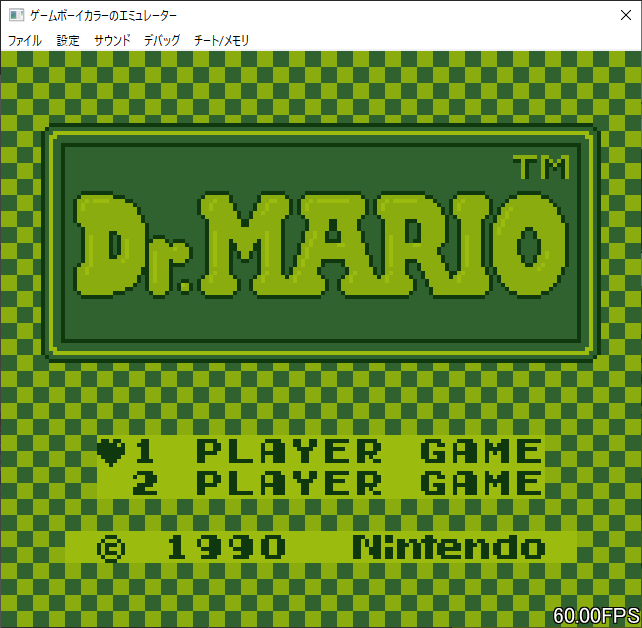 ゲームボーイカラーのエミュレーター
ファイル 設定 サウンド デバッグ チート/メモリ
TM
Dr. MARIO
1 PLAYER GAME
2 PLAYER GAME
© 1990 Nintendo
60.00FPS